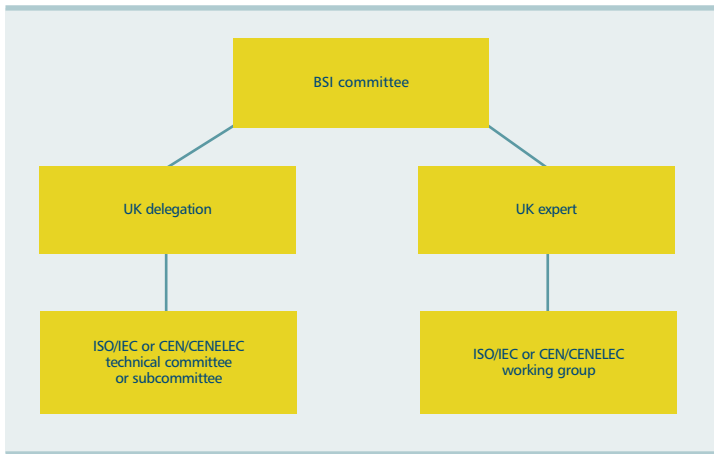 BSI committee
UK delegation
UK expert
ISO/IEC or CEN/CENELEC
technical committee
or subcommittee
ISO/IEC or CEN/CENELEC
working group